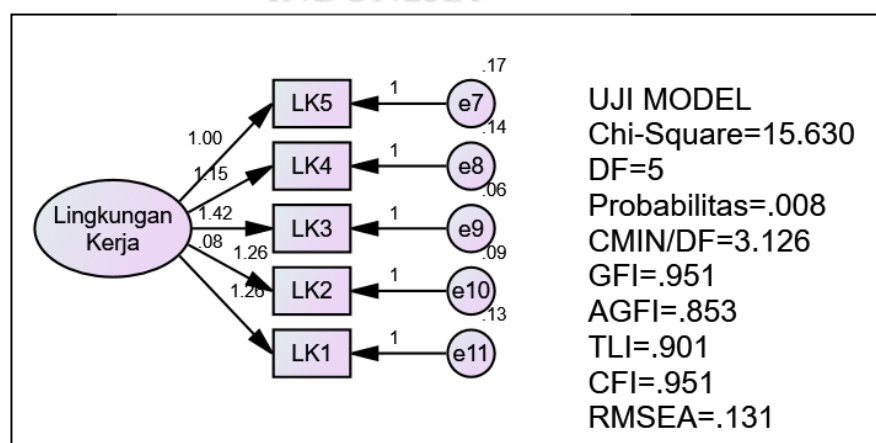 .17
LK5
1
e7
1.00
.14
LK4
1
e8
1.15
.06
Lingkungan
Kerja
1.42
LK3
1
e9
.08
.09
1.26
LK2
1
e10
1.26
.13
LK1
1
e11
UJI MODEL
Chi-Square=15.630
DF=5
Probabilitas=.008
CMIN/DF=3.126
GFI=.951
AGFI=.853
TLI=.901
CFI=.951
RMSEA=.131